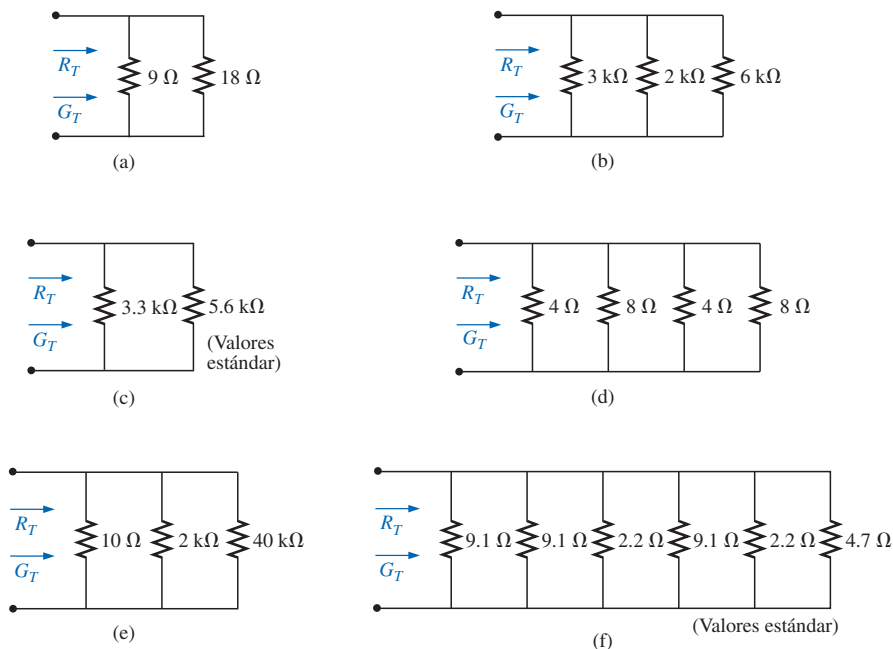 R_T
G_T
9 Ω
18 Ω
(a)
R_T
G_T
3 kΩ
2 kΩ
6 kΩ
(b)
R_T
G_T
3.3 kΩ
5.6 kΩ
(Valores
estándar)
(c)
R_T
G_T
4 Ω
8 Ω
4 Ω
8 Ω
(d)
R_T
G_T
10 Ω
2 kΩ
40 kΩ
(e)
R_T
G_T
9.1 Ω
9.1 Ω
2.2 Ω
9.1 Ω
2.2 Ω
4.7 Ω
(Valores estándar)
(f)